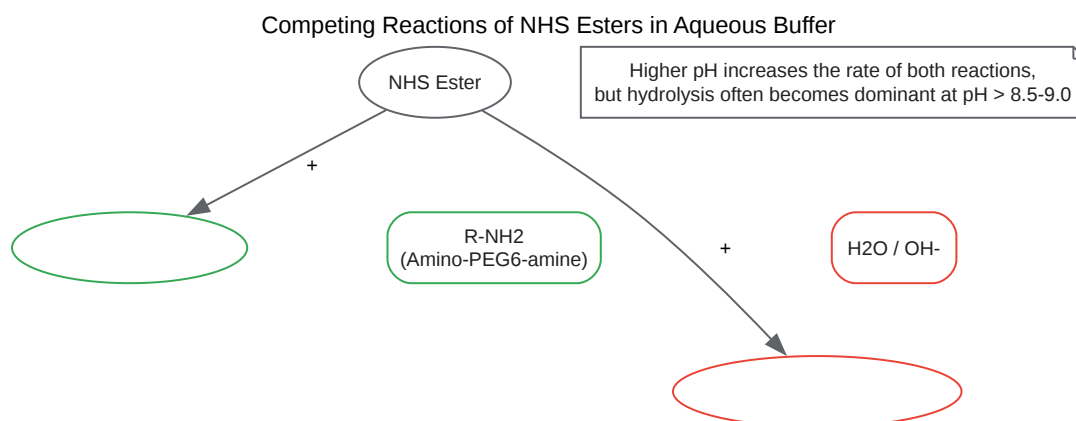 Competing Reactions of NHS Esters in Aqueous Buffer
NHS Ester
Higher pH increases the rate of both reactions,
but hydrolysis often becomes dominant at pH > 8.5-9.0
+
R-NH2
(Amino-PEG6-amine)
+
H2O / OH-